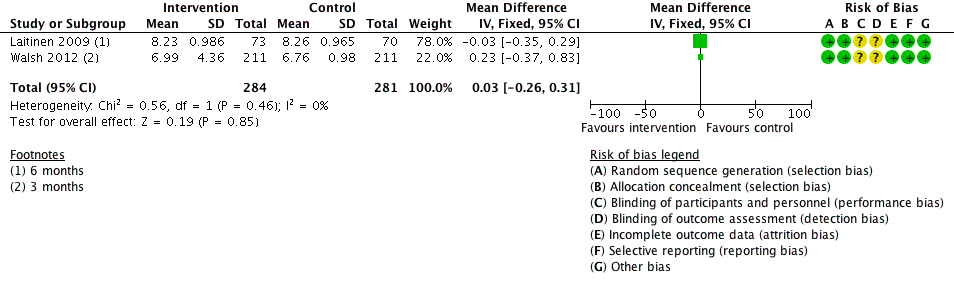 Intervention Control Mean Difference Mean Difference Risk of Bias
Study or Subgroup Mean SD Total Mean SD Total Weight IV, Fixed, 95% CI IV, Fixed, 95% CI A B C D E F G
Laitinen 2009 (1) 8.23 0.986 73 8.26 0.965 70 78.0% -0.03 [-0.35, 0.29] + + ? ? + + +
Walsh 2012 (2) 6.99 4.36 211 6.76 0.98 211 22.0% 0.23 [-0.37, 0.83] + + ? ? + + +
Total (95% CI) 284 281 100.0% 0.03 [-0.26, 0.31]
Heterogeneity: Chi² = 0.56, df = 1 (P = 0.46); I² = 0%
Test for overall effect: Z = 0.19 (P = 0.85)
-100 -50 0 50 100
Favours intervention Favours control
Footnotes
(1) 6 months
(2) 3 months
Risk of bias legend
(A) Random sequence generation (selection bias)
(B) Allocation concealment (selection bias)
(C) Blinding of participants and personnel (performance bias)
(D) Blinding of outcome assessment (detection bias)
(E) Incomplete outcome data (attrition bias)
(F) Selective reporting (reporting bias)
(G) Other bias